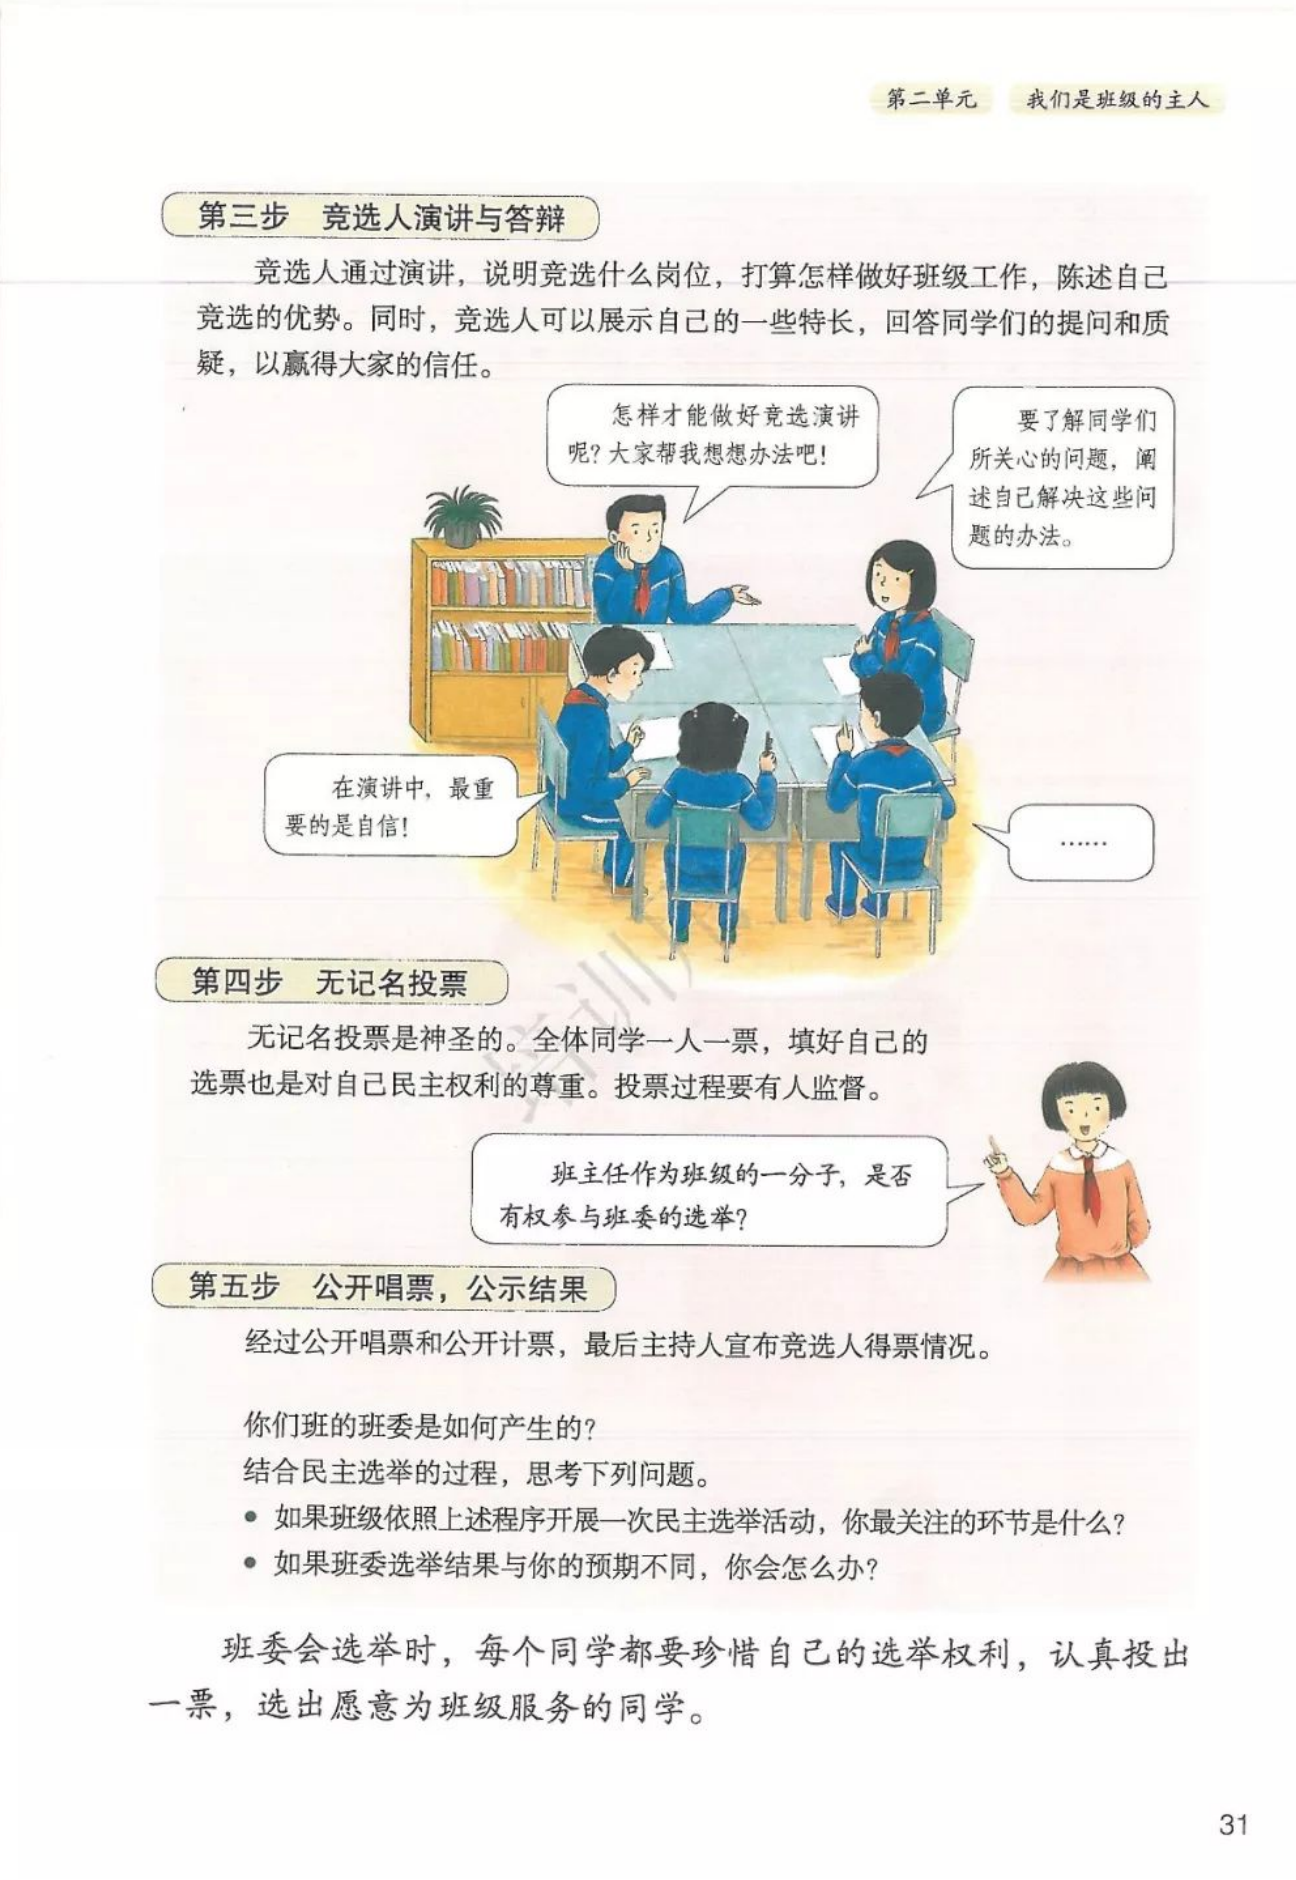 第二单元 我们是班级的主人
第三步 竞选人演讲与答辩
竞选人通过演讲，说明竞选什么岗位，打算怎样做好班级工作，陈述自己
竞选的优势。同时，竞选人可以展示自己的一些特长，回答同学们的提问和质
疑，以赢得大家的信任。
怎样才能做好竞选演讲
呢？大家帮我想想办法吧！
要了解同学们
所关心的问题，阐
述自己解决这些问
题的办法。
在演讲中，最重
要的是自信！
……
第四步 无记名投票
无记名投票是神圣的。全体同学一人一票，填好自己的
选票也是对自己民主权利的尊重。投票过程要有人监督。
班主任作为班级的一分子，是否
有权参与班委的选举？
第五步 公开唱票，公示结果
经过公开唱票和公开计票，最后主持人宣布竞选人得票情况。
你们班的班委是如何产生的？
结合民主选举的过程，思考下列问题。
• 如果班级依照上述程序开展一次民主选举活动，你最关注的环节是什么？
• 如果班委选举结果与你的预期不同，你会怎么办？
班委会选举时，每个同学都要珍惜自己的选举权利，认真投出
一票，选出愿意为班级服务的同学。
31
培训